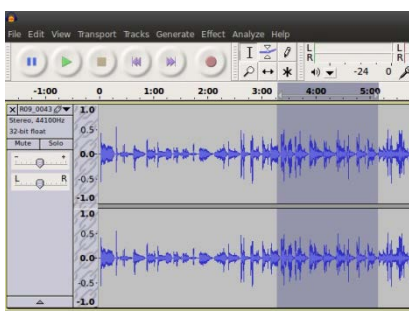 File Edit View Transport Tracks Generate Effect Analyze Help
L
R
L
R
-24 0
-1:00 0 1:00 2:00 3:00 4:00 5:00
X R09_0043
Stereo, 44100Hz
32-bit float
Mute Solo
- +
L R
1.0
0.5
0.0
-0.5
-1.0
1.0
0.5
0.0
-0.5
-1.0